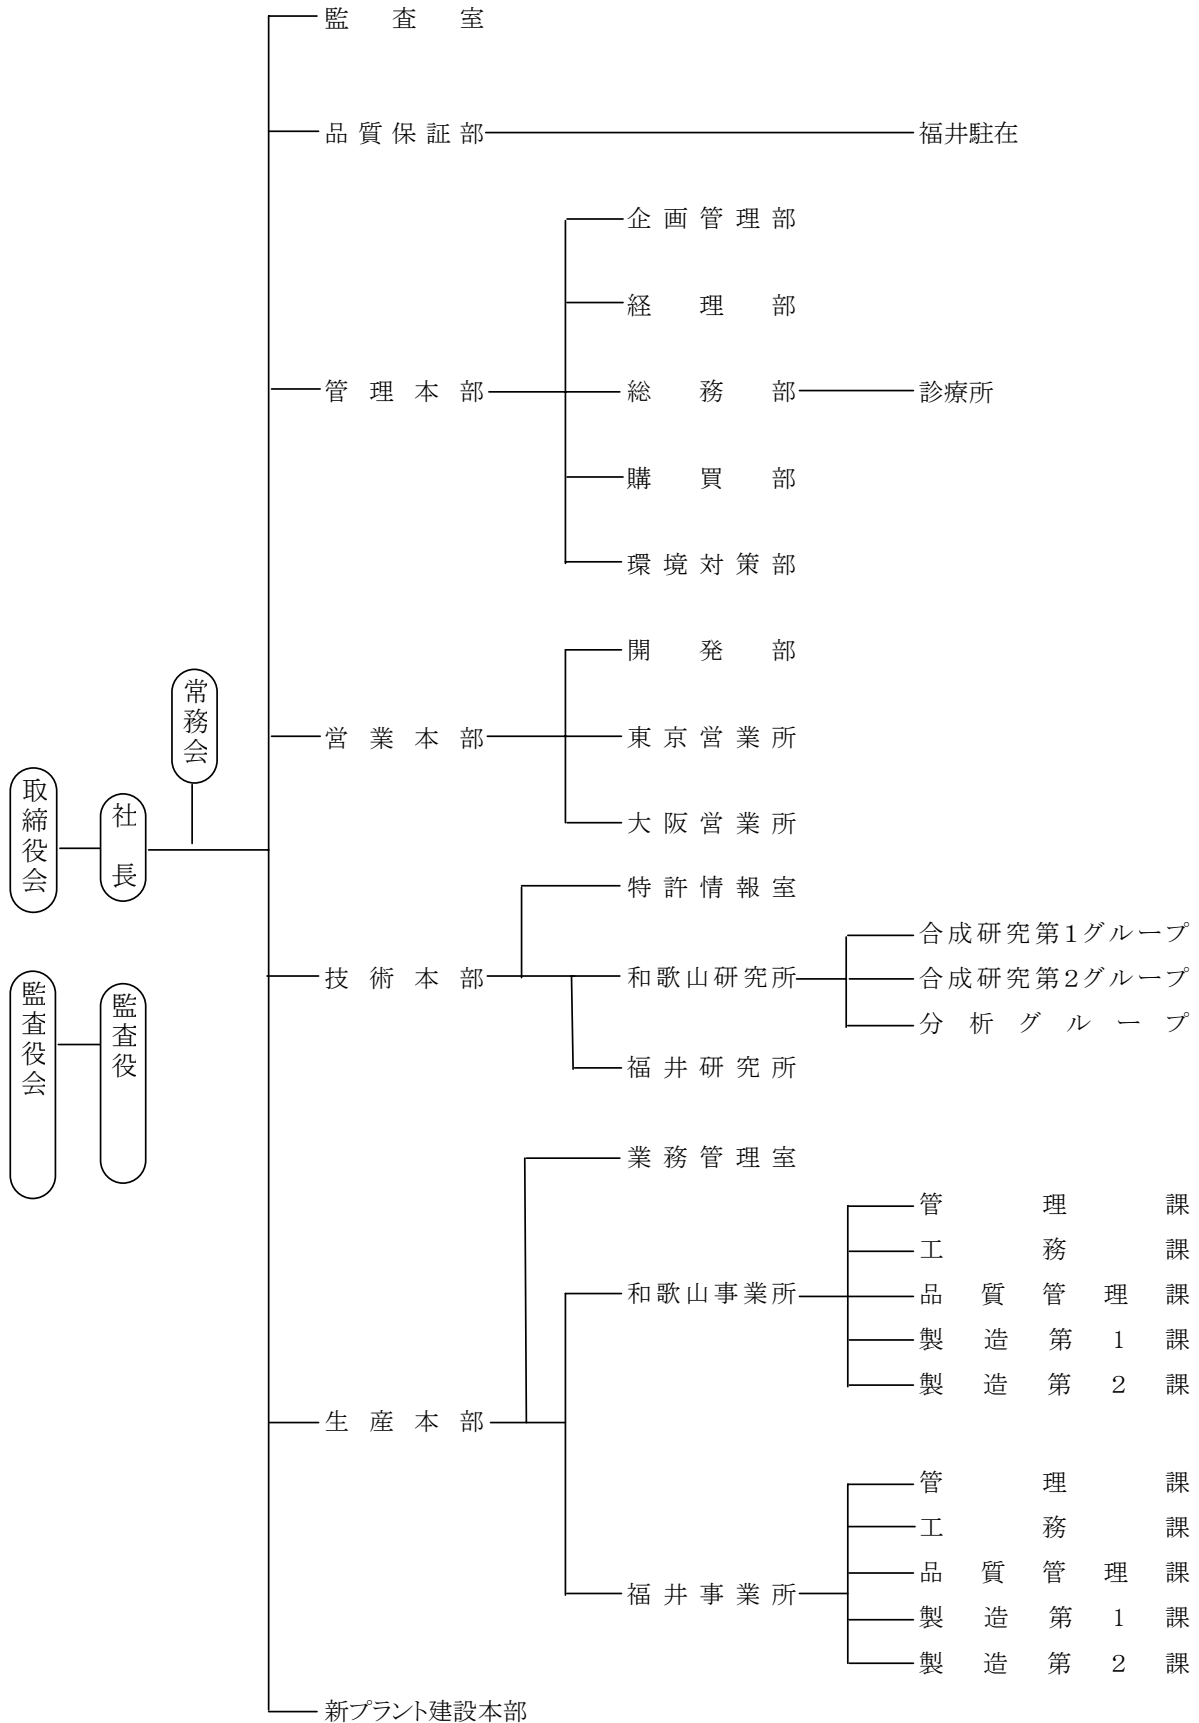 監査室
品質保証部 福井駐在
企画管理部
経理部
管理本部 総務部 診療所
購買部
環境対策部
開発部
常務会
営業本部 東京営業所
取締役会
社長
大阪営業所
特許情報室
合成研究第1グループ
技術本部 和歌山研究所 合成研究第2グループ
分析グループ
監査役会
監査役
福井研究所
業務管理室
管理課
工務課
和歌山事業所 品質管理課
製造第1課
製造第2課
生産本部
管理課
工務課
品質管理課
福井事業所
製造第1課
製造第2課
新プラント建設本部